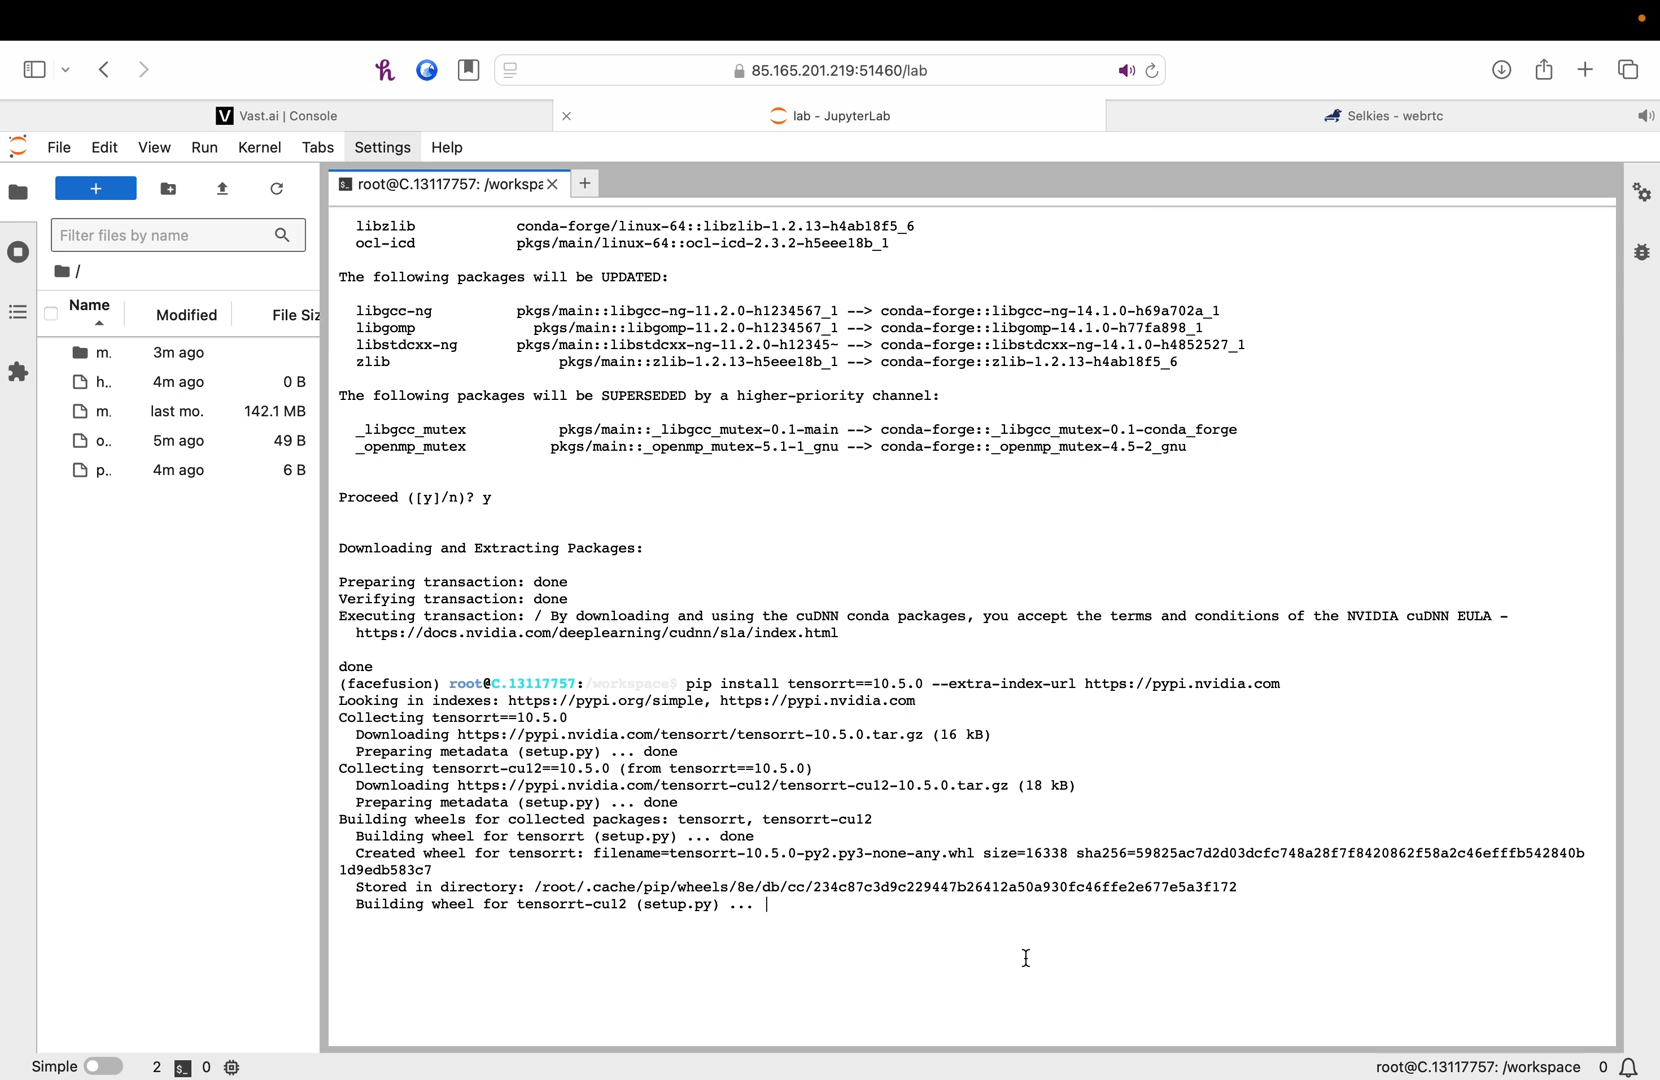 85.165.201.219:51460/lab
Vast.ai | Console
lab - JupyterLab
Selkies - webrtc
File Edit View Run Kernel Tabs Settings Help
root@C.13117757: /workspa
Filter files by name
/
Name Modified File Siz
m. 3m ago
h.. 4m ago 0 B
m. last mo. 142.1 MB
o.. 5m ago 49 B
p.. 4m ago 6 B
libzlib conda-forge/linux-64::libzlib-1.2.13-h4ab18f5_6
ocl-icd pkgs/main/linux-64::ocl-icd-2.3.2-h5eee18b_1
The following packages will be UPDATED:
libgcc-ng pkgs/main::libgcc-ng-11.2.0-h1234567_1 --> conda-forge::libgcc-ng-14.1.0-h69a702a_1
libgomp pkgs/main::libgomp-11.2.0-h1234567_1 --> conda-forge::libgomp-14.1.0-h77fa898_1
libstdcxx-ng pkgs/main::libstdcxx-ng-11.2.0-h12345~ --> conda-forge::libstdcxx-ng-14.1.0-h4852527_1
zlib pkgs/main::zlib-1.2.13-h5eee18b_1 --> conda-forge::zlib-1.2.13-h4ab18f5_6
The following packages will be SUPERSEDED by a higher-priority channel:
_libgcc_mutex pkgs/main::_libgcc_mutex-0.1-main --> conda-forge::_libgcc_mutex-0.1-conda_forge
_openmp_mutex pkgs/main::_openmp_mutex-5.1-1_gnu --> conda-forge::_openmp_mutex-4.5-2_gnu
Proceed ([y]/n)? y
Downloading and Extracting Packages:
Preparing transaction: done
Verifying transaction: done
Executing transaction: / By downloading and using the cuDNN conda packages, you accept the terms and conditions of the NVIDIA cuDNN EULA -
https://docs.nvidia.com/deeplearning/cudnn/sla/index.html
done
(facefusion) root@C.13117757:/workspace$ pip install tensorrt==10.5.0 --extra-index-url https://pypi.nvidia.com
Looking in indexes: https://pypi.org/simple, https://pypi.nvidia.com
Collecting tensorrt==10.5.0
Downloading https://pypi.nvidia.com/tensorrt/tensorrt-10.5.0.tar.gz (16 kB)
Preparing metadata (setup.py) ... done
Collecting tensorrt-cu12==10.5.0 (from tensorrt==10.5.0)
Downloading https://pypi.nvidia.com/tensorrt-cu12/tensorrt-cu12-10.5.0.tar.gz (18 kB)
Preparing metadata (setup.py) ... done
Building wheels for collected packages: tensorrt, tensorrt-cu12
Building wheel for tensorrt (setup.py) ... done
Created wheel for tensorrt: filename=tensorrt-10.5.0-py2.py3-none-any.whl size=16338 sha256=59825ac7d2d03dcfc748a28f7f8420862f58a2c46efffb542840b
1d9edb583c7
Stored in directory: /root/.cache/pip/wheels/8e/db/cc/234c87c3d9c229447b26412a50a930fc46ffe2e677e5a3f172
Building wheel for tensorrt-cu12 (setup.py) ... |
Simple 2 0 root@C.13117757: /workspace 0